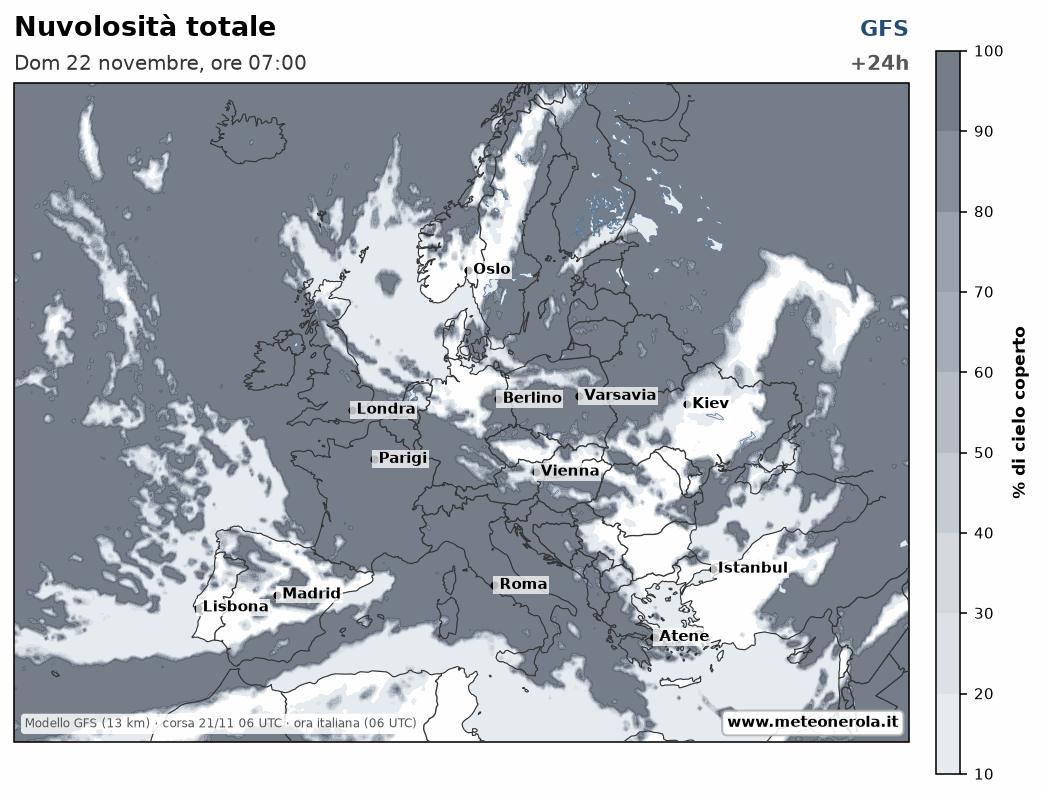 Nuvolosità totale
GFS
Dom 22 novembre, ore 07:00
+24h
100
90
80
70
60
50
40
30
20
10
% di cielo coperto
Oslo
Londra
Berlino
Varsavia
Kiev
Parigi
Vienna
Istanbul
Roma
Madrid
Lisbona
Atene
Modello GFS (13 km) · corsa 21/11 06 UTC · ora italiana (06 UTC)
www.meteonerola.it